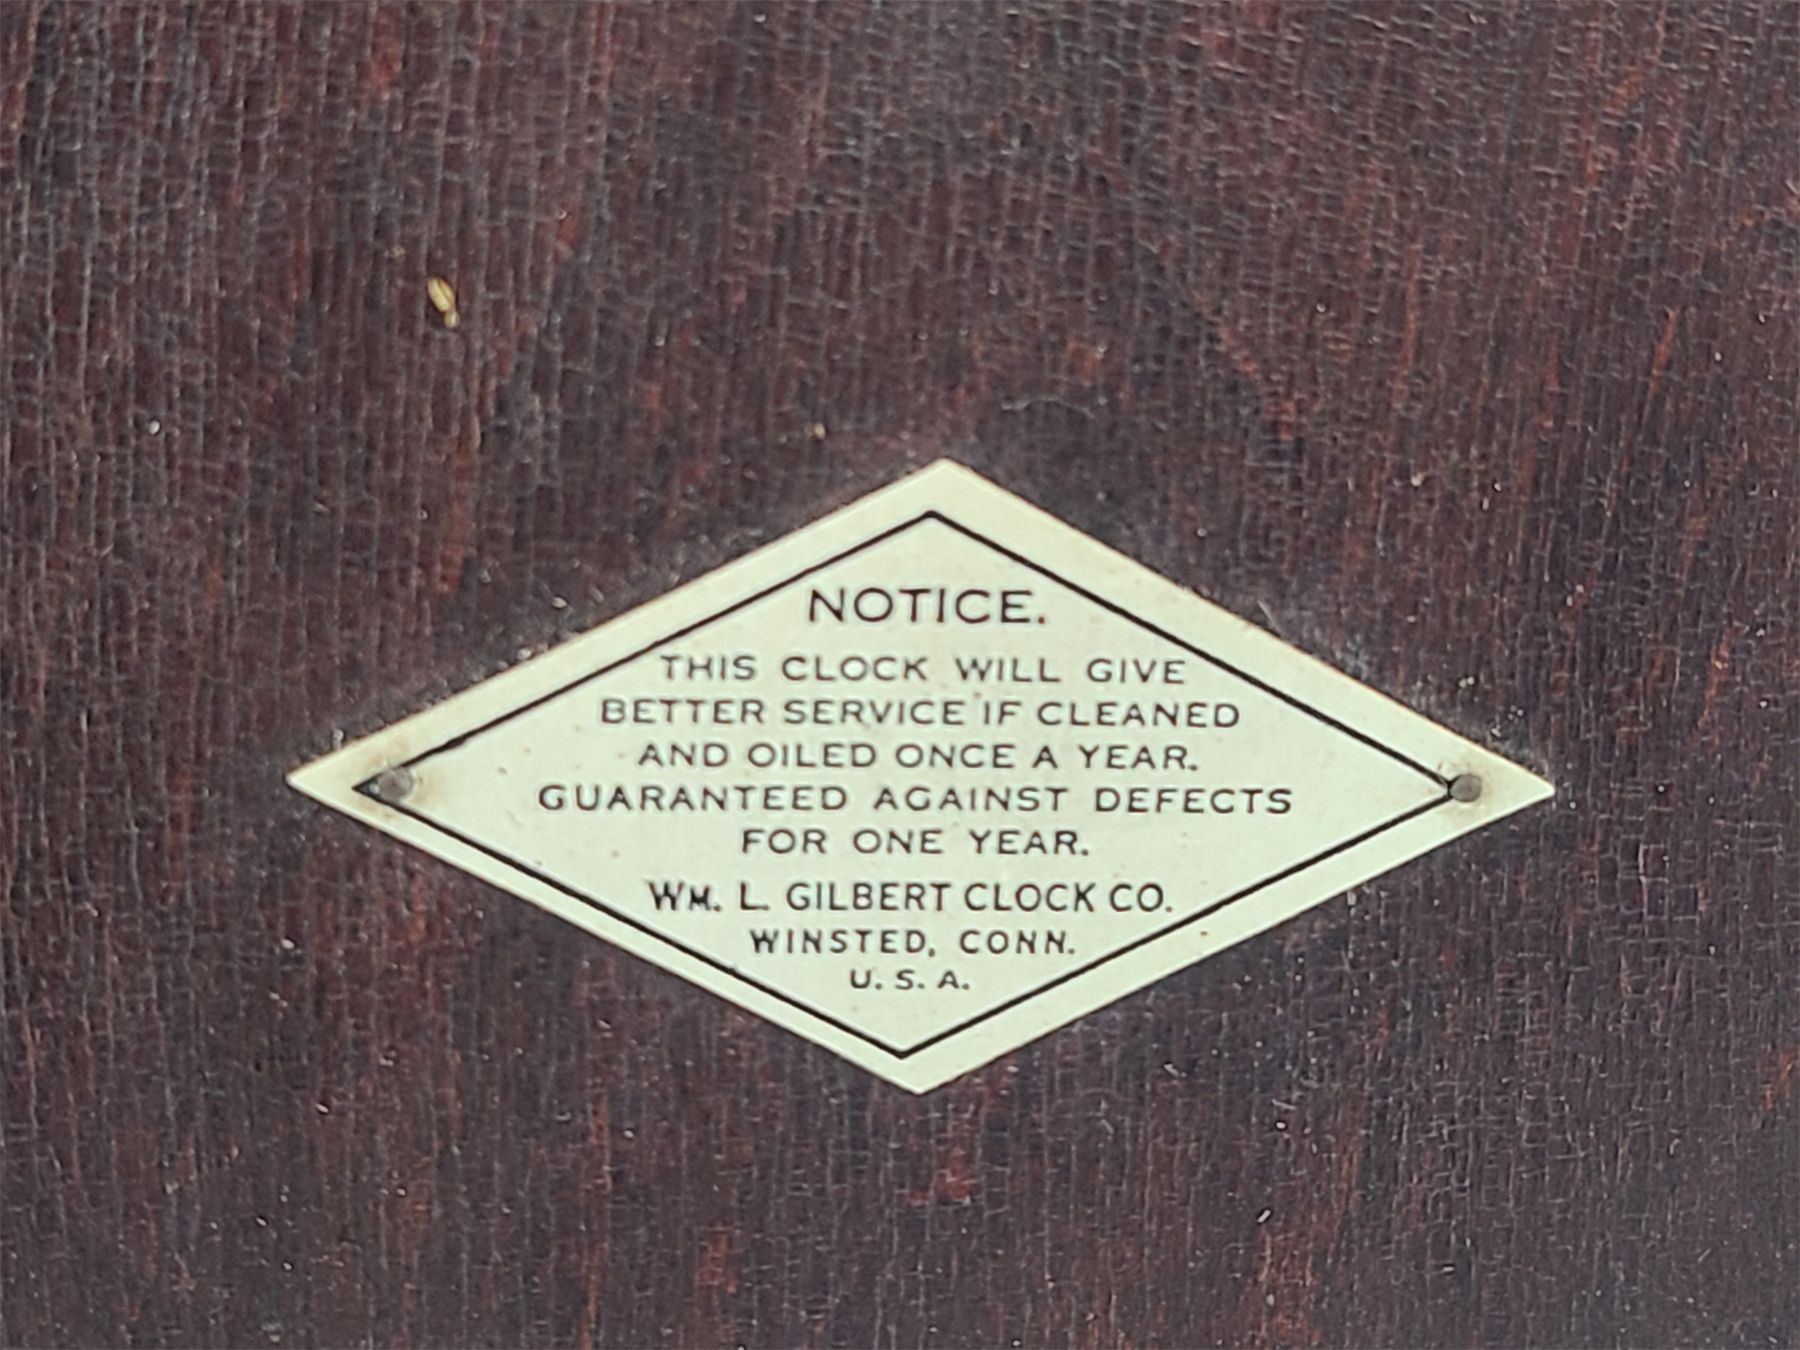 NOTICE.
THIS CLOCK WILL GIVE
BETTER SERVICE IF CLEANED
AND OILED ONCE A YEAR.
GUARANTEED AGAINST DEFECTS
FOR ONE YEAR.
WM. L. GILBERT CLOCK CO.
WINSTED, CONN.
U. S. A.